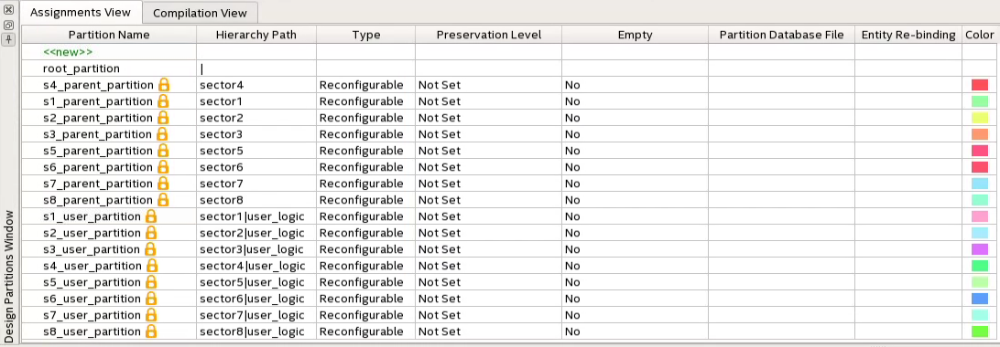 Assignments View Compilation View
Partition Name Hierarchy Path Type Preservation Level Empty Partition Database File Entity Re-binding Color
<<new>>
root_partition |
s4_parent_partition sector4 Reconfigurable Not Set No
s1_parent_partition sector1 Reconfigurable Not Set No
s2_parent_partition sector2 Reconfigurable Not Set No
s3_parent_partition sector3 Reconfigurable Not Set No
s5_parent_partition sector5 Reconfigurable Not Set No
s6_parent_partition sector6 Reconfigurable Not Set No
s7_parent_partition sector7 Reconfigurable Not Set No
s8_parent_partition sector8 Reconfigurable Not Set No
s1_user_partition sector1|user_logic Reconfigurable Not Set No
s2_user_partition sector2|user_logic Reconfigurable Not Set No
s3_user_partition sector3|user_logic Reconfigurable Not Set No
s4_user_partition sector4|user_logic Reconfigurable Not Set No
s5_user_partition sector5|user_logic Reconfigurable Not Set No
s6_user_partition sector6|user_logic Reconfigurable Not Set No
s7_user_partition sector7|user_logic Reconfigurable Not Set No
s8_user_partition sector8|user_logic Reconfigurable Not Set No
Design Partitions Window